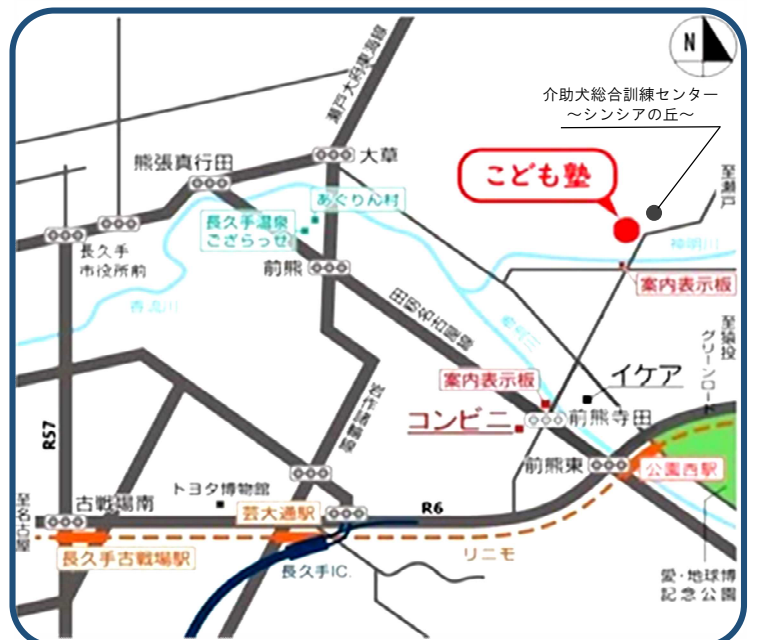 N
瀬戸大府東海線
介助犬総合訓練センター
～シンシアの丘～
熊張真行田
大草
こども塾
至瀬戸
あぐりん村
長久手温泉
ござらっせ
長久手
市役所前
前熊
神明川
案内表示板
香流川
田籾名古屋線
至猿投
グリーンロード
案内表示板
イケア
コンビニ
前熊寺田
岩作諸輪線
R57
前熊東
公園西駅
トヨタ博物館
古戦場南
芸大通駅
R6
至名古屋
長久手古戦場駅
リニモ
長久手IC.
愛・地球博
記念公園